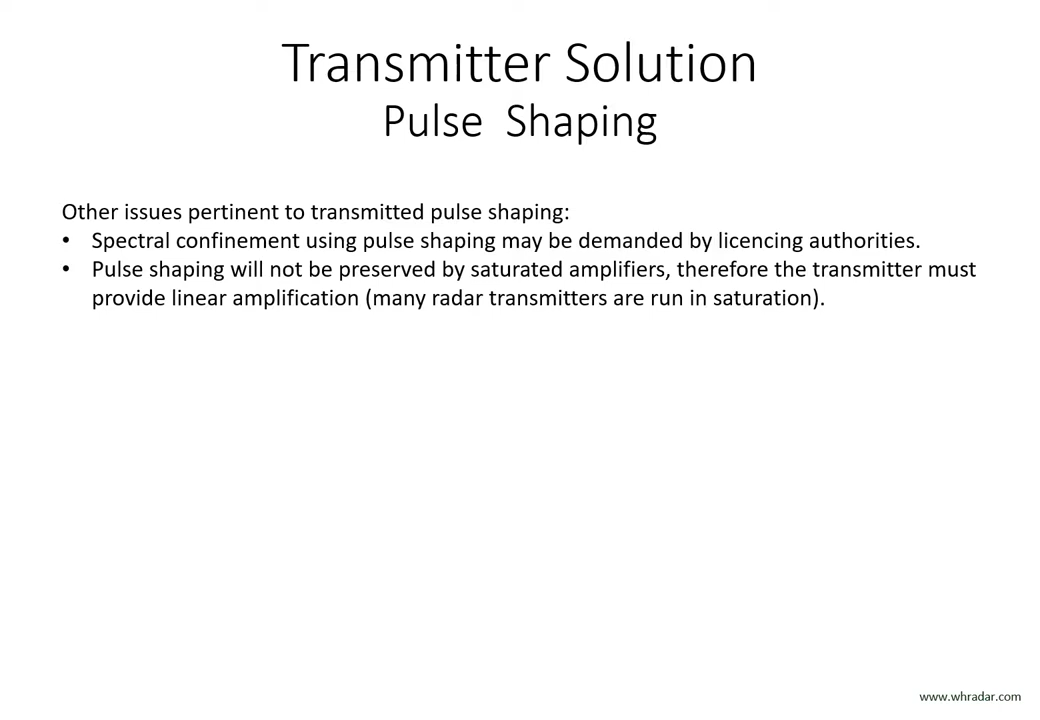 Transmitter Solution
Pulse Shaping
Other issues pertinent to transmitted pulse shaping:
• Spectral confinement using pulse shaping may be demanded by licencing authorities.
• Pulse shaping will not be preserved by saturated amplifiers, therefore the transmitter must
provide linear amplification (many radar transmitters are run in saturation).
www.whradar.com